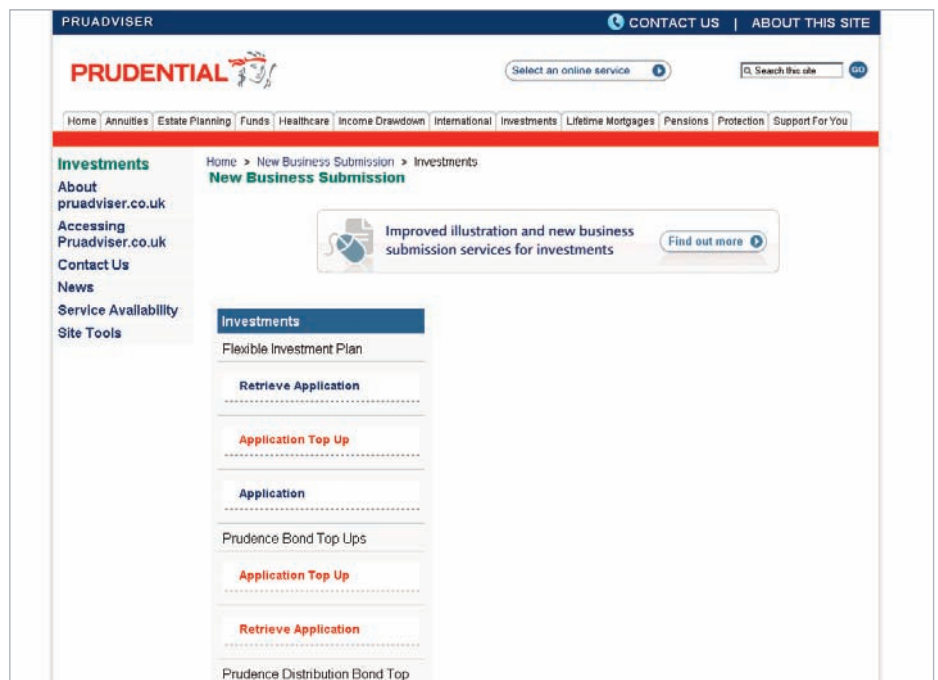 PRUADVISER
CONTACT US | ABOUT THIS SITE
PRUDENTIAL
Select an online service
Search this site
GO
Home Annuities Estate Planning Funds Healthcare Income Drawdown International Investments Lifetime Mortgages Pensions Protection Support For You
Investments
About
pruadviser.co.uk
Accessing
Pruadviser.co.uk
Contact Us
News
Service Availability
Site Tools
Home > New Business Submission > Investments
New Business Submission
Improved illustration and new business
submission services for investments
Find out more
Investments
Flexible Investment Plan
Retrieve Application
Application Top Up
Application
Prudence Bond Top Ups
Application Top Up
Retrieve Application
Prudence Distribution Bond Top